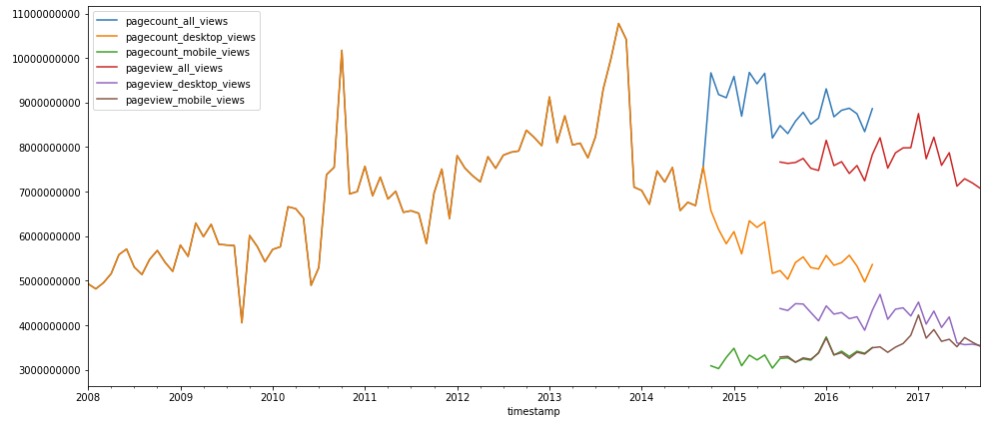 11000000000
10000000000
9000000000
8000000000
7000000000
6000000000
5000000000
4000000000
3000000000
pagecount_all_views
pagecount_desktop_views
pagecount_mobile_views
pageview_all_views
pageview_desktop_views
pageview_mobile_views
2008 2009 2010 2011 2012 2013 2014 2015 2016 2017
timestamp